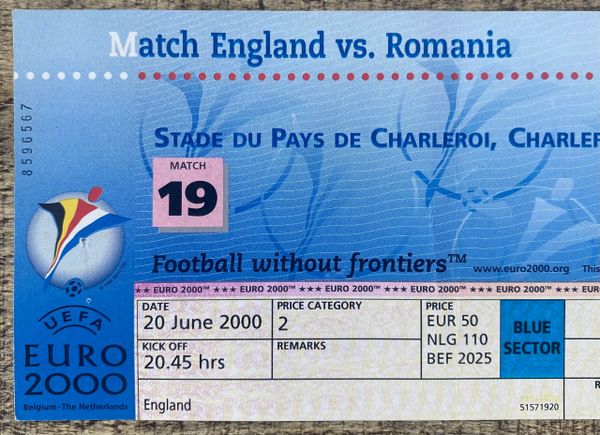 Match England vs. Romania
8596567
STADE DU PAYS DE CHARLEROI, CHARLER
MATCH
19
Football without frontiers™
www.euro2000.org This
★★ EURO 2000™ ★★★ EURO 2000™ ★★★ EURO 2000™ ★★★ EURO 2000™ ★★★ EURO 2000™ ★★★ EURO 2000™
UEFA
EURO
2000
Belgium - The Netherlands
DATE
20 June 2000
PRICE CATEGORY
2
PRICE
EUR 50
NLG 110
BEF 2025
BLUE
SECTOR
KICK OFF
20.45 hrs
REMARKS
England
51571920
R